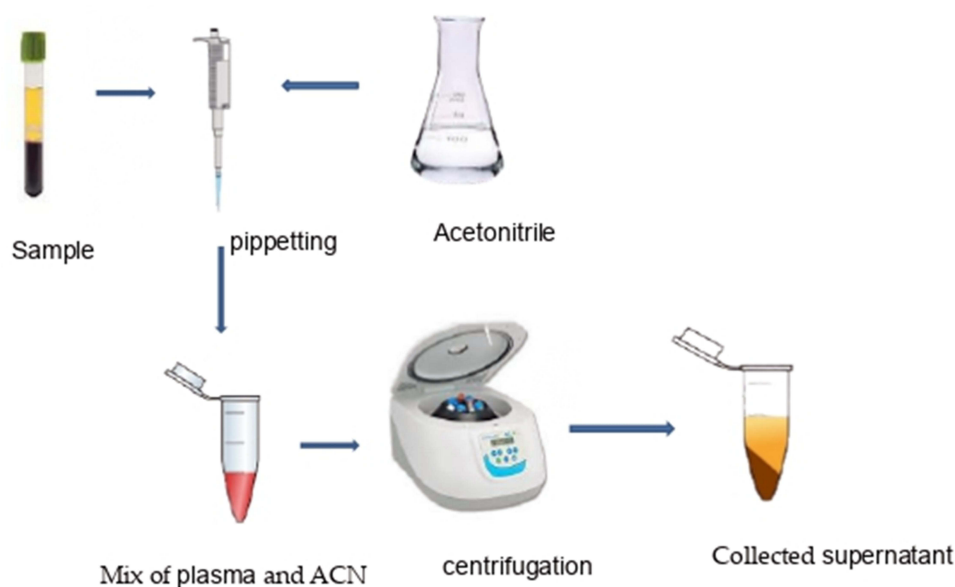 Sample
pippetting
Acetonitrile
Mix of plasma and ACN
centrifugation
Collected supernatant